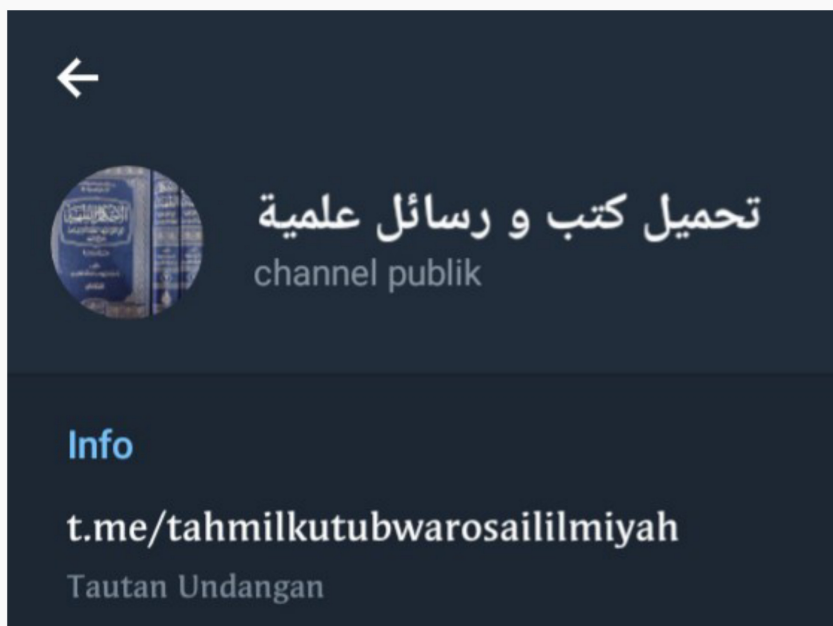 تحميل كتب و رسائل علمية
channel publik
Info
t.me/tahmilkutubwarosaililmiyah
Tautan Undangan